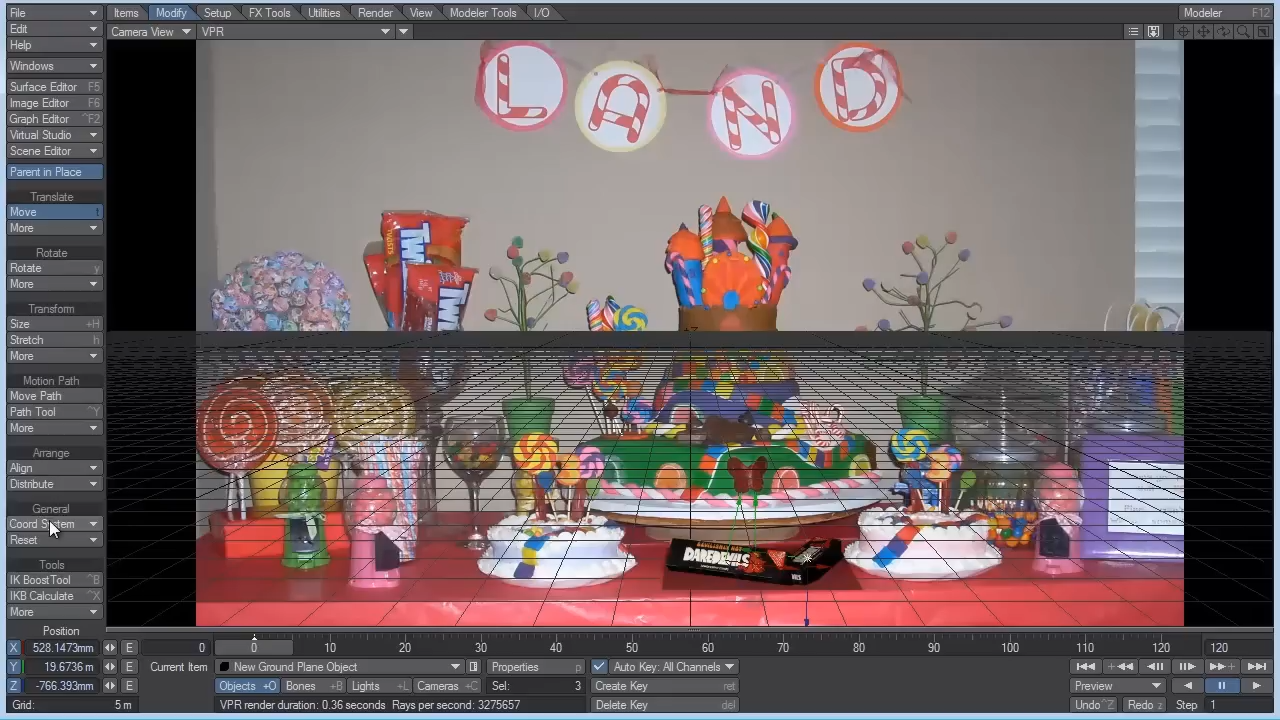 File
Edit
Help
Windows
Surface Editor F5
Image Editor F6
Graph Editor ^F2
Virtual Studio
Scene Editor
Parent in Place
Translate
Move t
More
Rotate
Rotate y
More
Transform
Size +H
Stretch h
More
Motion Path
Move Path
Path Tool ^Y
More
Arrange
Align
Distribute
General
Coord System
Reset
Tools
IK BoostTool ^B
IKB Calculate ^K
More
Position
X 528.1473mm E
Y 19.6736 m E
Z -766.393mm E
Grid: 5 m
Items Modify Setup FX Tools Utilities Render View Modeler Tools I/O Modeler F12
Camera View VPR
L A N D
DAREDEVILS
0 0 10 20 30 40 50 60 70 80 90 100 110 120 120
Current Item New Ground Plane Object Properties p Auto Key: All Channels
Objects +O Bones +B Lights +L Cameras +C Sel: 3 Create Key ret Preview
VPR render duration: 0.36 seconds Rays per second: 3275657 Delete Key del Undo ^Z Redo z Step 1